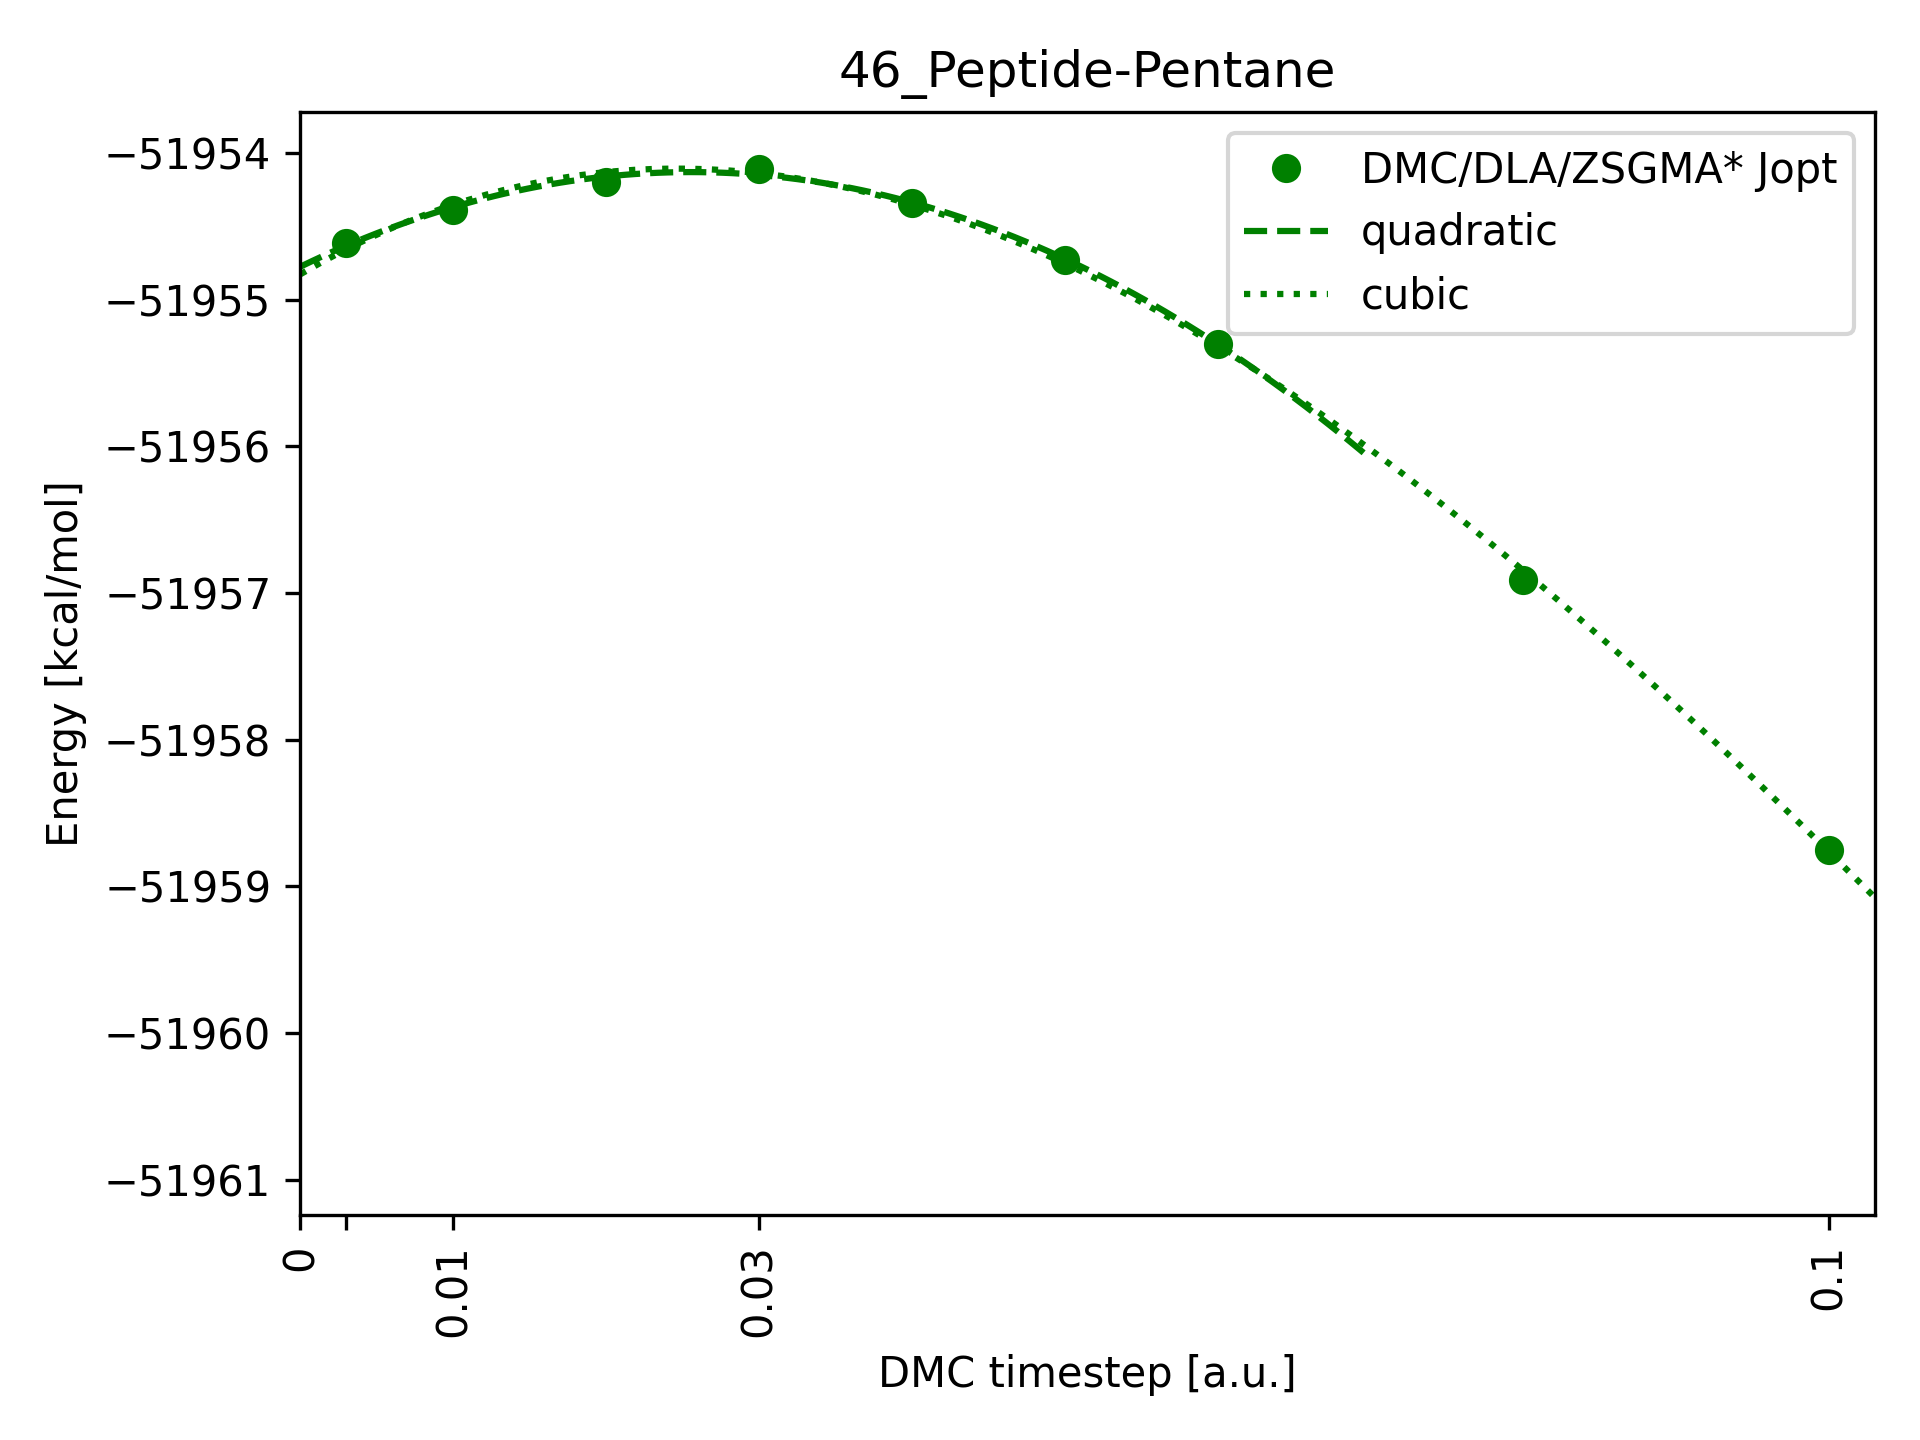 46_Peptide-Pentane
DMC/DLA/ZSGMA* Jopt
quadratic
cubic
Energy [kcal/mol]
−51954
−51955
−51956
−51957
−51958
−51959
−51960
−51961
0
0.01
0.03
0.1
DMC timestep [a.u.]